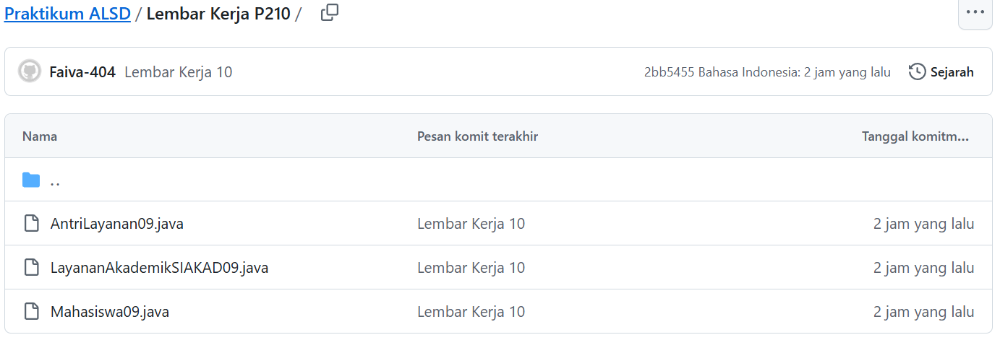 Praktikum ALSD / Lembar Kerja P210 /
Faiva-404 Lembar Kerja 10 2bb5455 Bahasa Indonesia: 2 jam yang lalu Sejarah
Nama Pesan komit terakhir Tanggal komitm...
..
AntriLayanan09.java Lembar Kerja 10 2 jam yang lalu
LayananAkademikSIAKAD09.java Lembar Kerja 10 2 jam yang lalu
Mahasiswa09.java Lembar Kerja 10 2 jam yang lalu